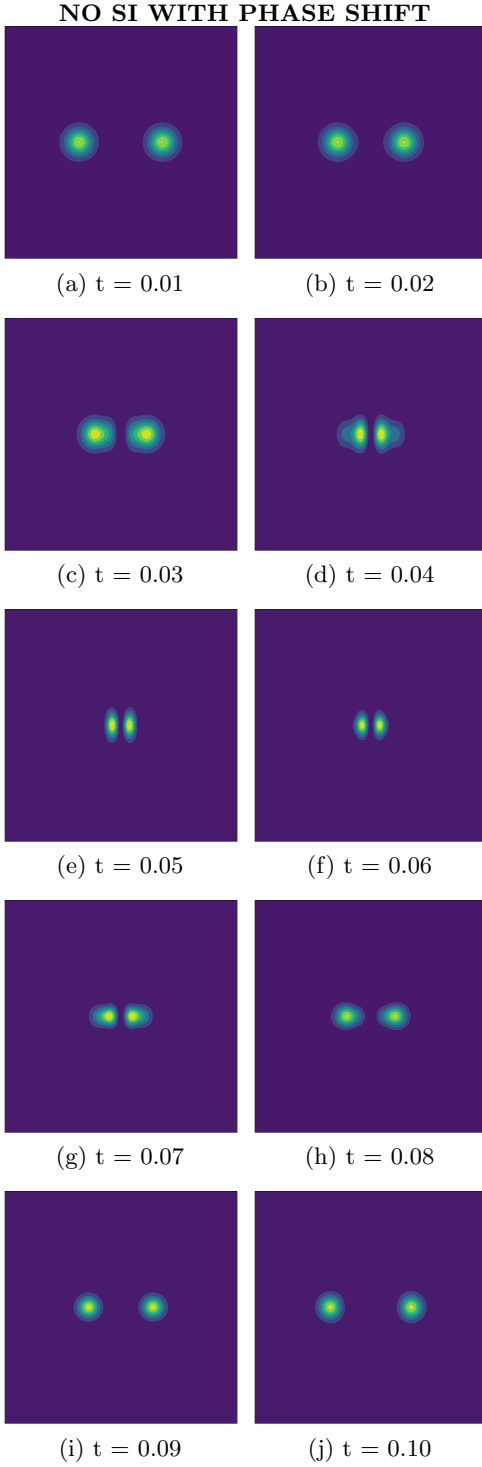 NO SI WITH PHASE SHIFT
(a) t = 0.01
(b) t = 0.02
(c) t = 0.03
(d) t = 0.04
(e) t = 0.05
(f) t = 0.06
(g) t = 0.07
(h) t = 0.08
(i) t = 0.09
(j) t = 0.10